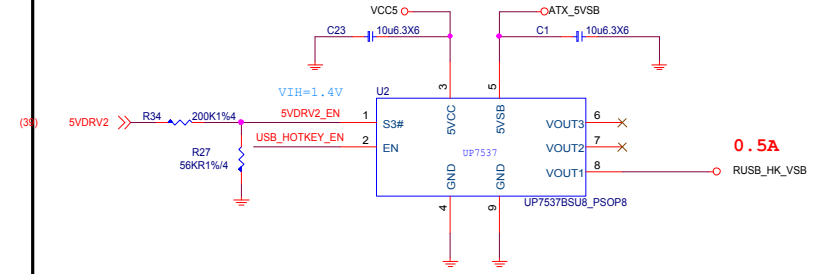 VCC5
ATX_5VSB
C23
10u6.3X6
C1
10u6.3X6
VIH=1.4V
U2
3
5
(39)
5VDRV2
R34
200K1%4
5VDRV2_EN
1
S3#
5VCC
5VSB
VOUT3
6
USB_HOTKEY_EN
2
EN
VOUT2
7
0.5A
R27
56KR1%/4
UP7537
VOUT1
8
RUSB_HK_VSB
GND
GND
UP7537BSU8_PSOP8
4
9